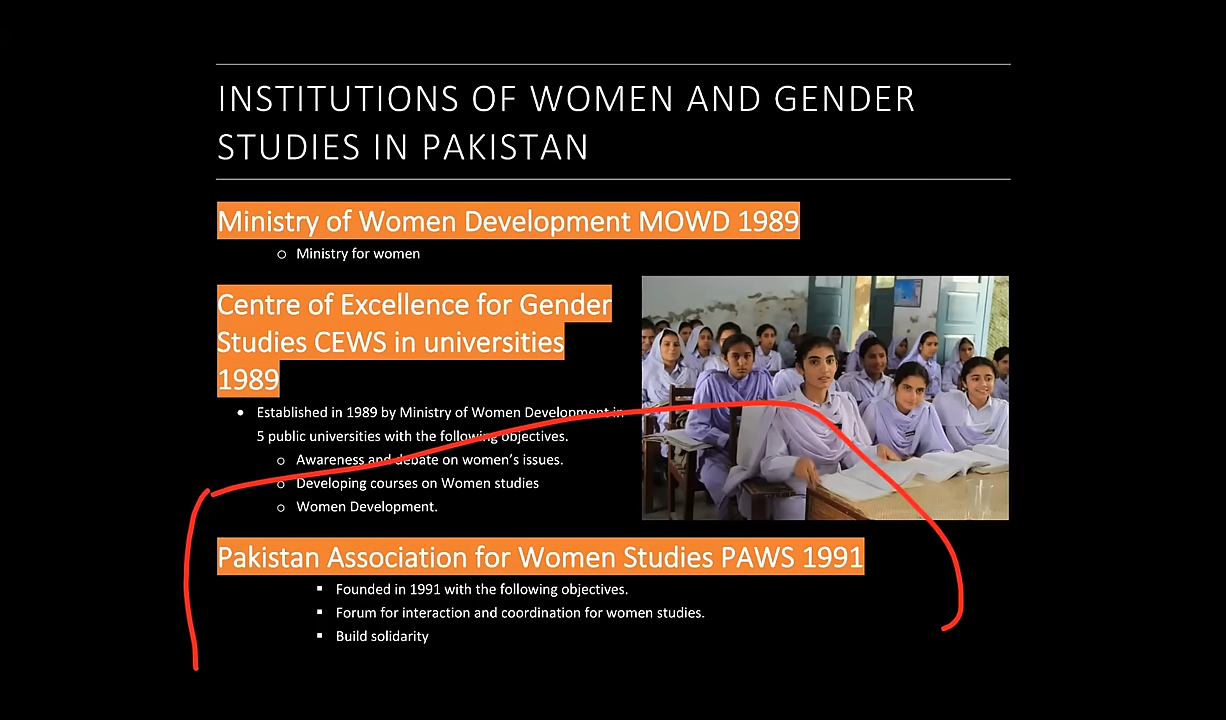 INSTITUTIONS OF WOMEN AND GENDER
STUDIES IN PAKISTAN
Ministry of Women Development MOWD 1989
Ministry for women
Centre of Excellence for Gender
Studies CEWS in universities
1989
Established in 1989 by Ministry of Women Development in
5 public universities with the following objectives.
Awareness and debate on women’s issues.
Developing courses on Women studies
Women Development.
Pakistan Association for Women Studies PAWS 1991
Founded in 1991 with the following objectives.
Forum for interaction and coordination for women studies.
Build solidarity